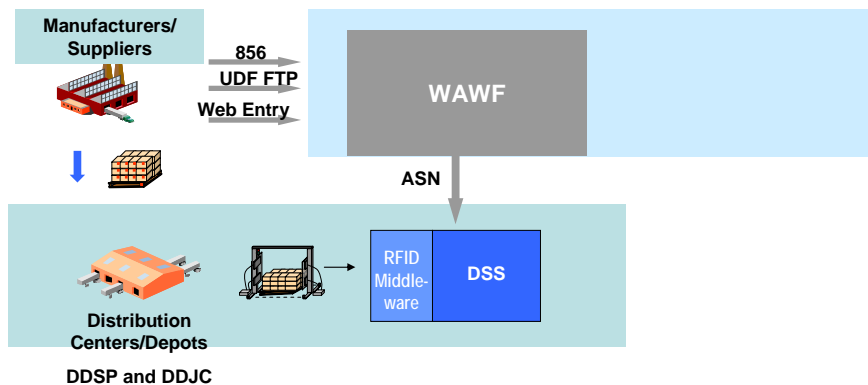 Manufacturers/
Suppliers
856
UDF FTP
Web Entry
WAWF
ASN
RFID
Middle-
ware
DSS
Distribution
Centers/Depots
DDSP and DDJC